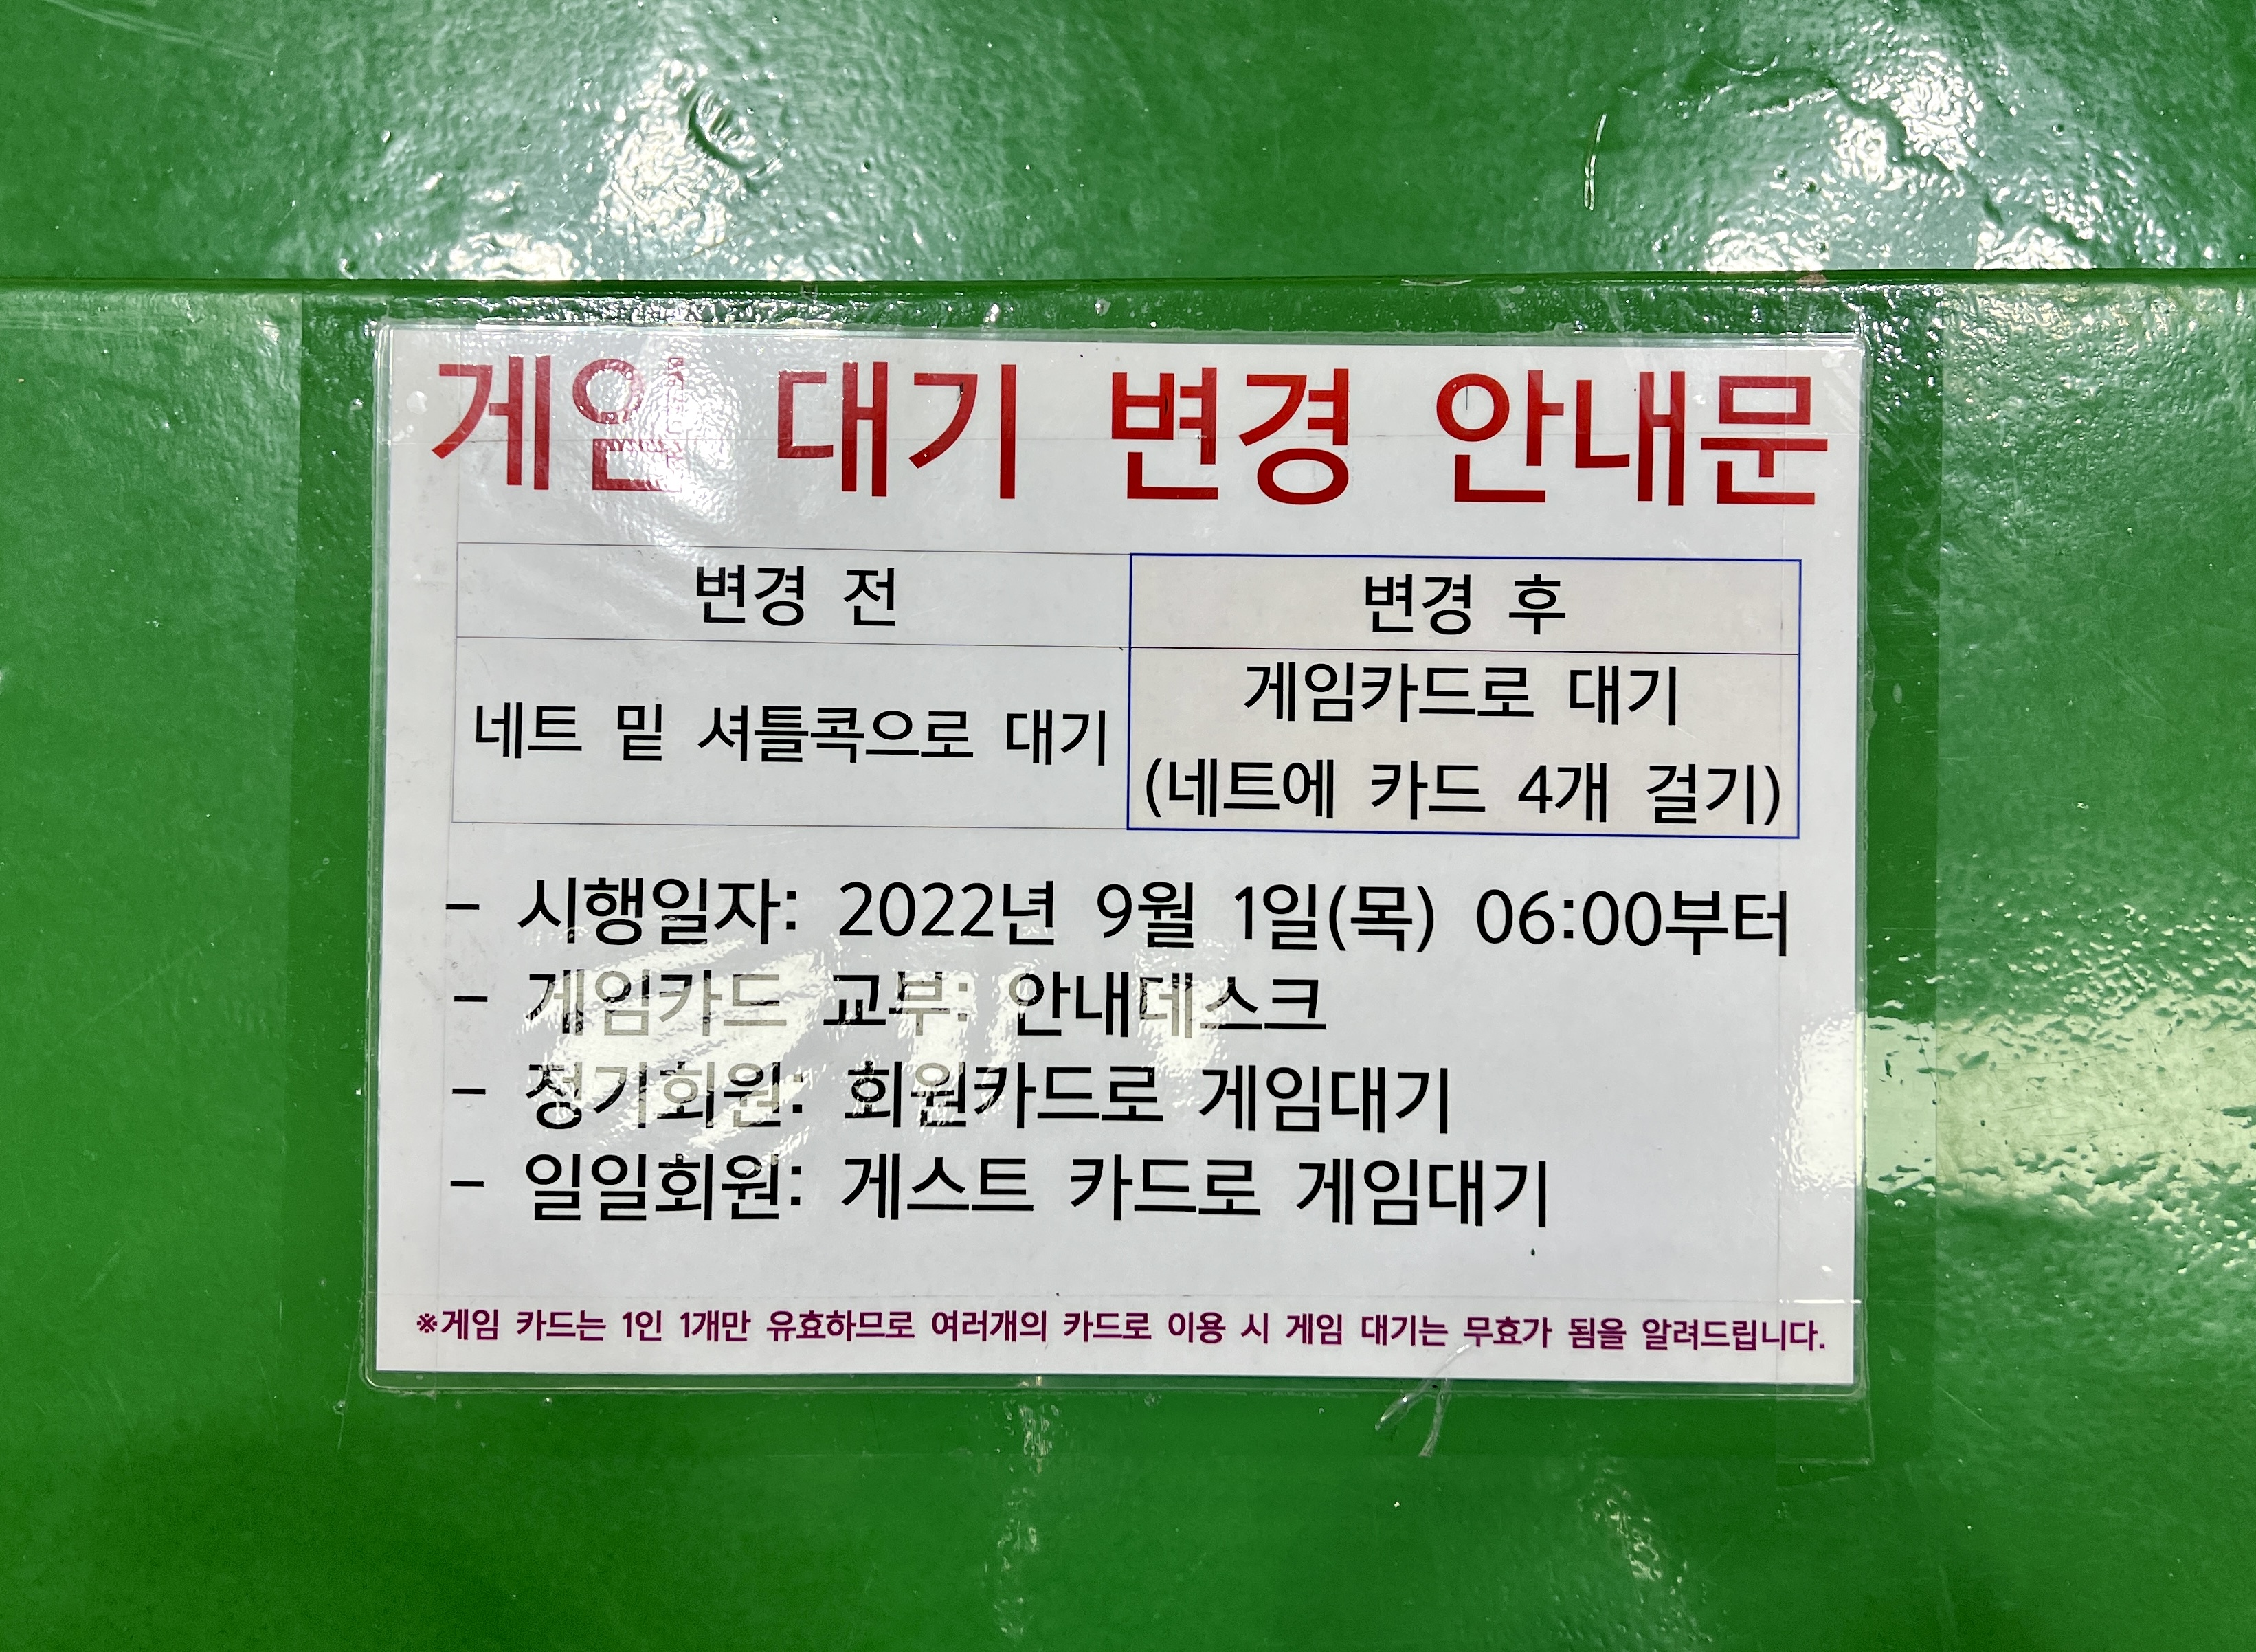 게임 대기 변경 안내문
변경 전
변경 후
네트 밑 셔틀콕으로 대기
게임카드로 대기
(네트에 카드 4개 걸기)
- 시행일자: 2022년 9월 1일(목) 06:00부터
- 게임카드 교부: 안내데스크
- 정기회원: 회원카드로 게임대기
- 일일회원: 게스트 카드로 게임대기
※게임 카드는 1인 1개만 유효하므로 여러개의 카드로 이용 시 게임 대기는 무효가 됨을 알려드립니다.